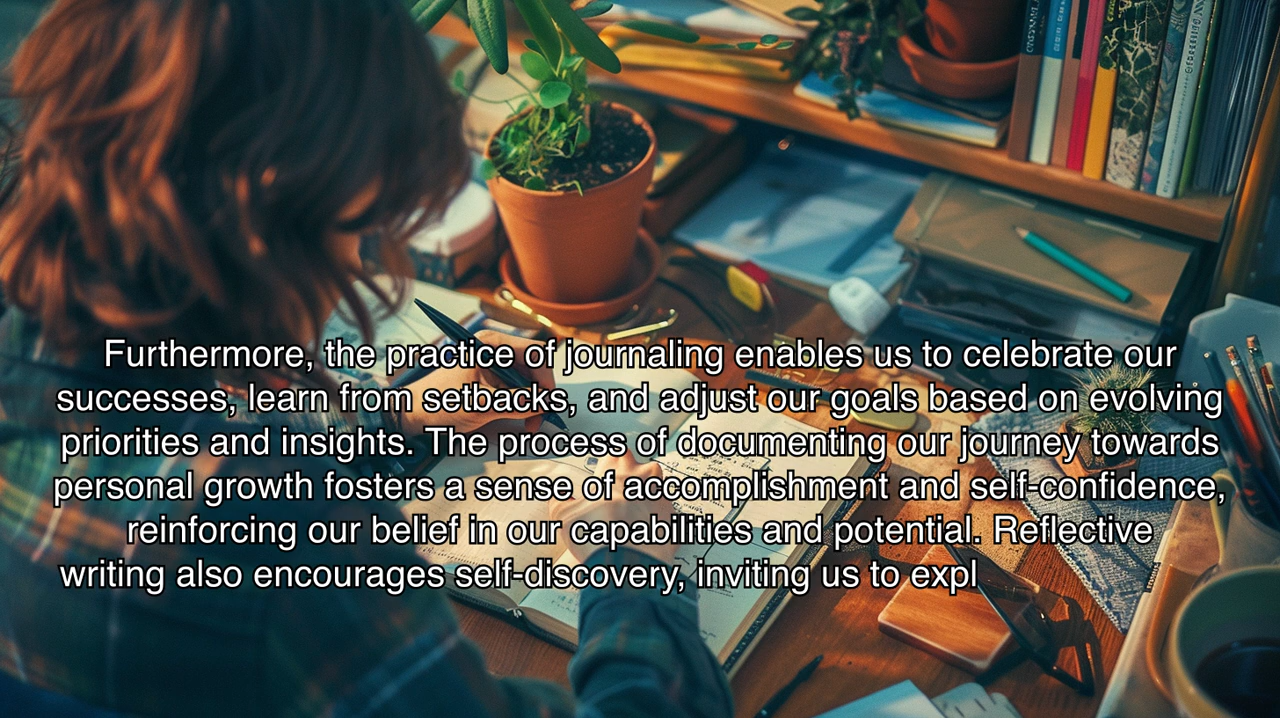 Furthermore, the practice of journaling enables us to celebrate our
successes, learn from setbacks, and adjust our goals based on evolving
priorities and insights. The process of documenting our journey towards
personal growth fosters a sense of accomplishment and self-confidence,
reinforcing our belief in our capabilities and potential. Reflective
writing also encourages self-discovery, inviting us to expl